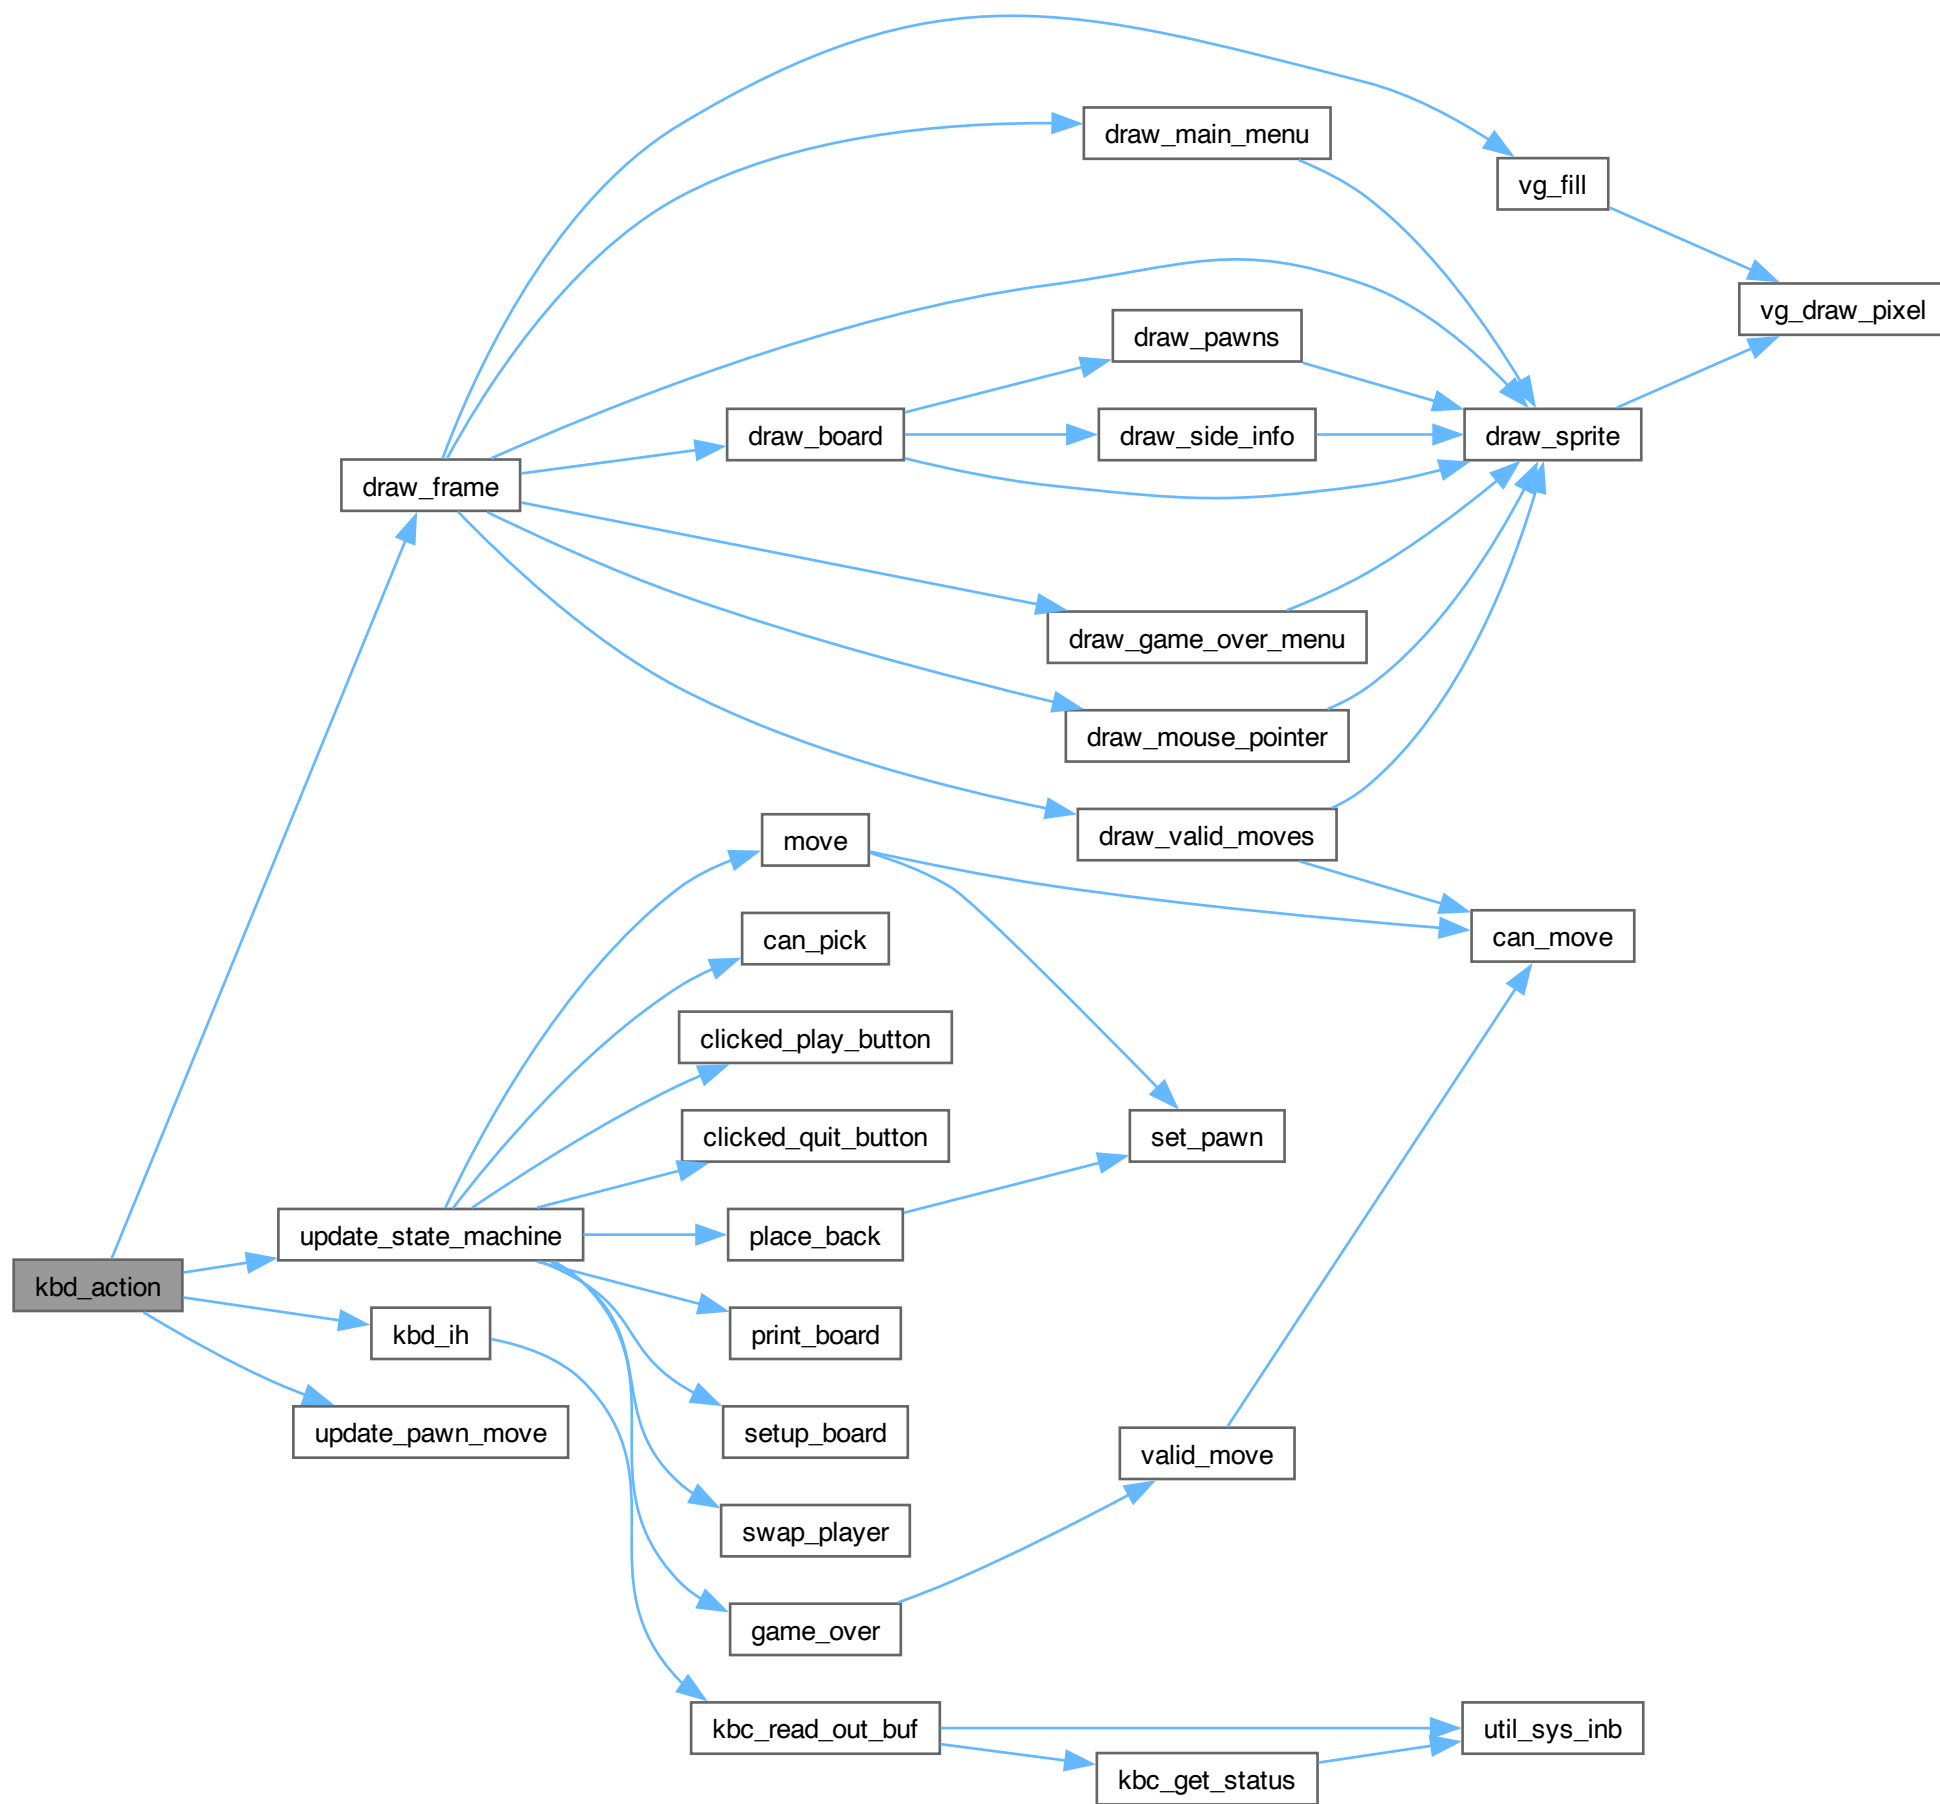 draw_main_menu
vg_fill
vg_draw_pixel
draw_pawns
draw_board
draw_side_info
draw_sprite
draw_frame
draw_game_over_menu
draw_mouse_pointer
draw_valid_moves
move
can_pick
can_move
clicked_play_button
clicked_quit_button
set_pawn
update_state_machine
place_back
kbd_action
kbd_ih
print_board
update_pawn_move
setup_board
valid_move
swap_player
game_over
kbc_read_out_buf
util_sys_inb
kbc_get_status